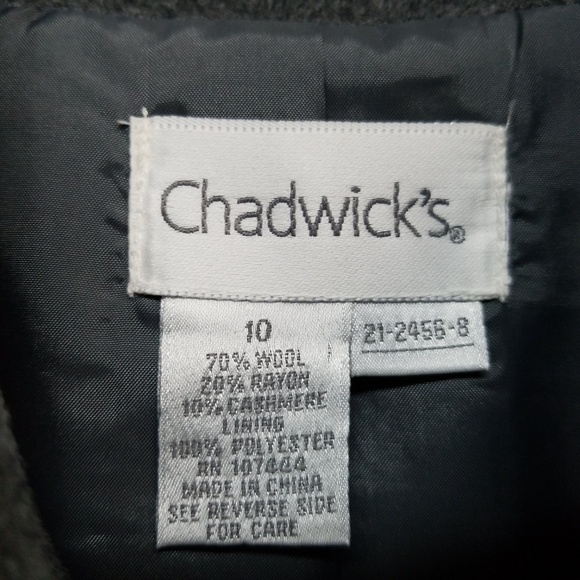 Chadwick's®
10
70% WOOL
20% RAYON
10% CASHMERE
LINING
100% POLYESTER
RN 107444
MADE IN CHINA
SEE REVERSE SIDE
FOR CARE
21-2456-8